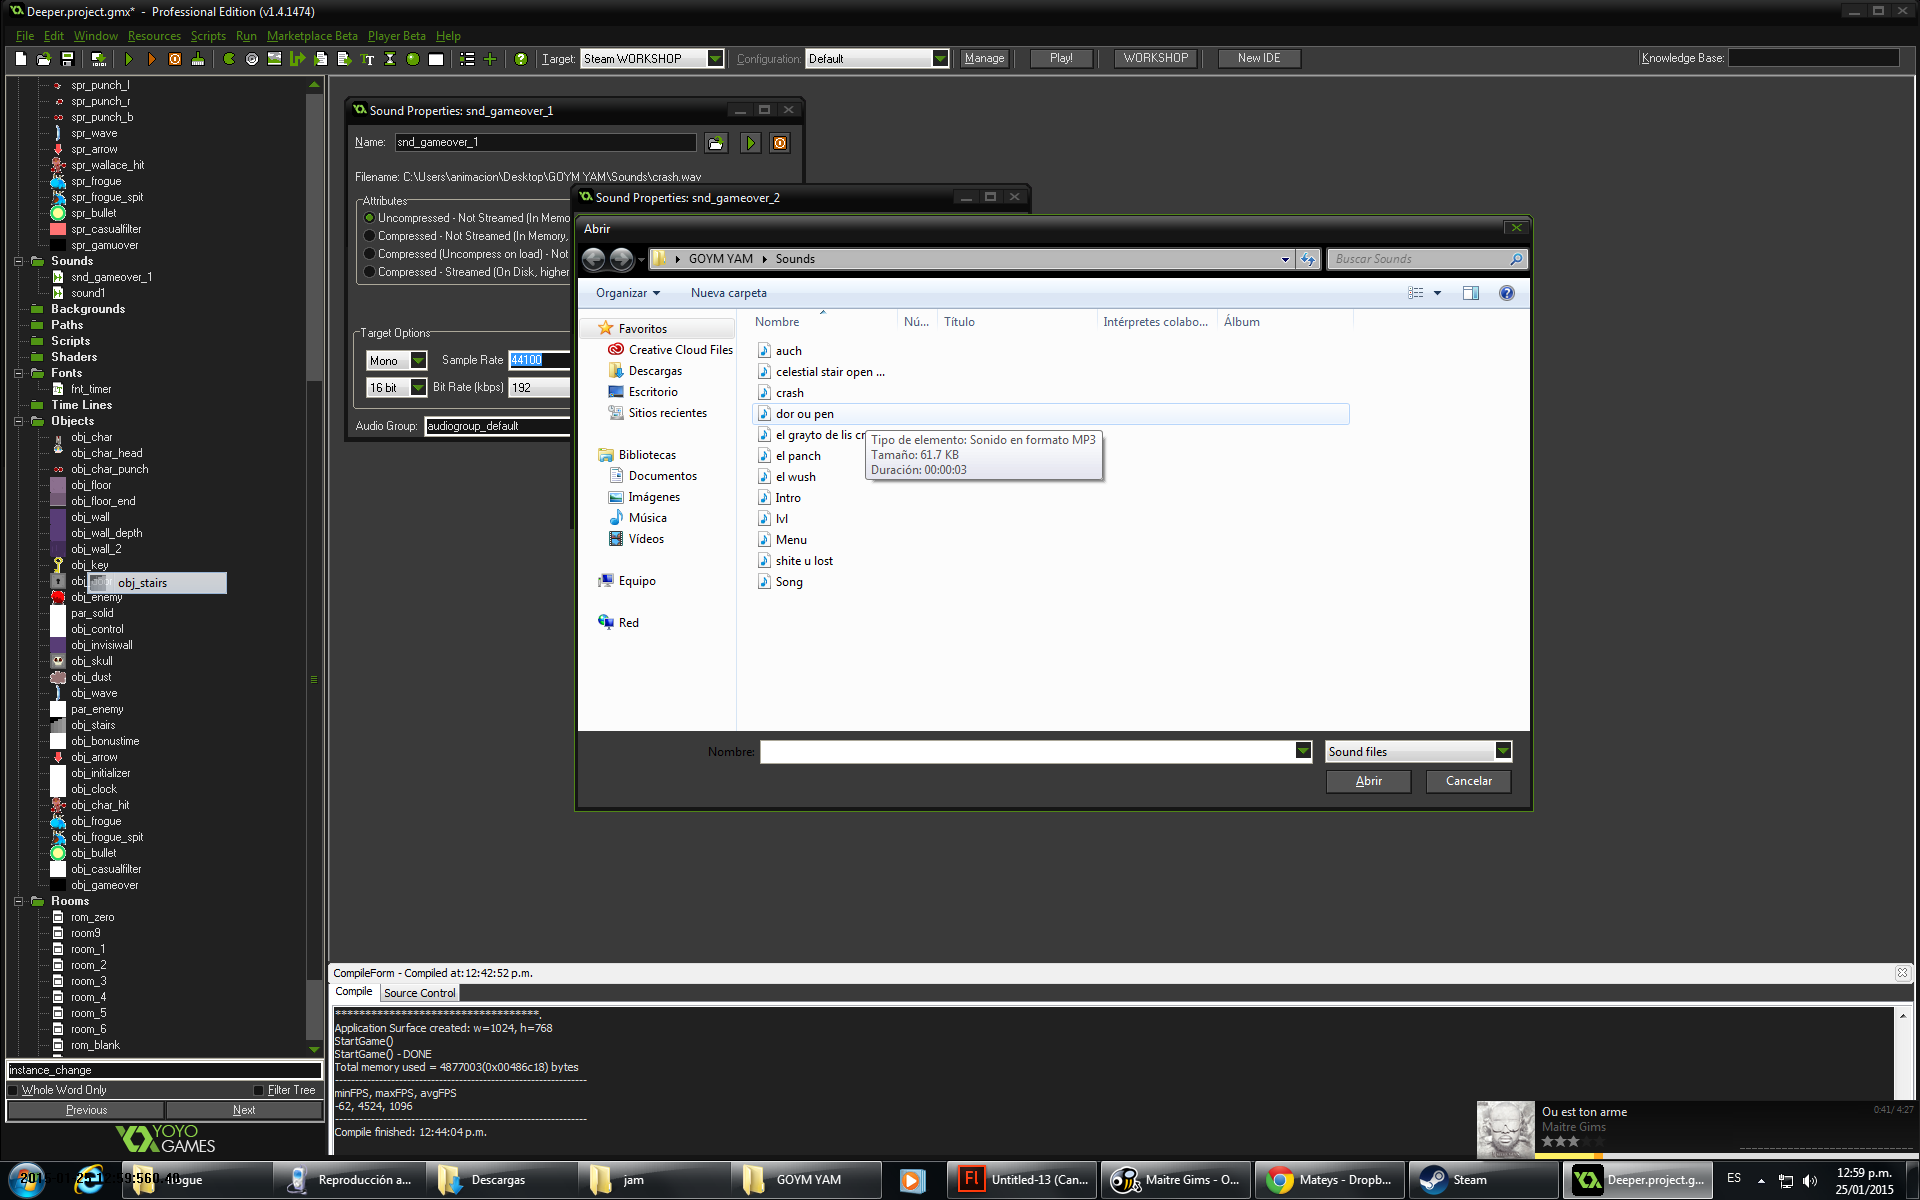 Deeper.project.gmx* - Professional Edition (v1.4.1474)
File Edit Window Resources Scripts Run Marketplace Beta Player Beta Help
Target: Steam WORKSHOP Configuration: Default Manage Play! WORKSHOP New IDE Knowledge Base:
spr_punch_l
spr_punch_r
spr_punch_b
spr_wave
spr_arrow
spr_wallace_hit
spr_frogue
spr_frogue_spit
spr_bullet
spr_casualfilter
spr_gamuover
Sounds
snd_gameover_1
sound1
Backgrounds
Paths
Scripts
Shaders
Fonts
fnt_timer
Time Lines
Objects
obj_char
obj_char_head
obj_char_punch
obj_floor
obj_floor_end
obj_wall
obj_wall_depth
obj_wall_2
obj_key
obj_stairs
obj_enemy
par_solid
obj_control
obj_invisiwall
obj_skull
obj_dust
obj_wave
par_enemy
obj_stairs
obj_bonustime
obj_arrow
obj_initializer
obj_clock
obj_char_hit
obj_frogue
obj_frogue_spit
obj_bullet
obj_casualfilter
obj_gameover
Rooms
rom_zero
room9
room_1
room_2
room_3
room_4
room_5
room_6
rom_blank
instance_change
Whole Word Only Filter Tree
Previous Next
YOYO
GAMES
Sound Properties: snd_gameover_1
Name: snd_gameover_1
Filename: C:\Users\animacion\Desktop\GOYM YAM\Sounds\crash.wav
Attributes
Uncompressed - Not Streamed (In Memo
Compressed - Not Streamed (In Memory,
Compressed (Uncompress on load) - Not
Compressed - Streamed (On Disk, higher
Target Options
Mono Sample Rate 44100
16 bit Bit Rate (kbps) 192
Audio Group: audiogroup_default
Sound Properties: snd_gameover_2
Abrir
GOYM YAM Sounds Buscar Sounds
Organizar Nueva carpeta
Favoritos
Creative Cloud Files
Descargas
Escritorio
Sitios recientes
Bibliotecas
Documentos
Imágenes
Música
Vídeos
Equipo
Red
Nombre Nú... Título Intérpretes colabo... Álbum
auch
celestial stair open ...
crash
dor ou pen
el grayto de lis cr
el panch
el wush
Intro
lvl
Menu
shite u lost
Song
Tipo de elemento: Sonido en formato MP3
Tamaño: 61.7 KB
Duración: 00:00:03
Nombre: Sound files
Abrir Cancelar
CompileForm - Compiled at:12:42:52 p.m.
Compile Source Control
**********************************.
Application Surface created: w=1024, h=768
StartGame()
StartGame() - DONE
Total memory used = 4877003(0x00486c18) bytes
minFPS, maxFPS, avgFPS
-62, 4524, 1096
Compile finished: 12:44:04 p.m.
Ou est ton arme 0:41/ 4:27
Maitre Gims
Reproducción a... Descargas jam GOYM YAM Untitled-13 (Can... Maitre Gims - O... Mateys - Dropb... Steam Deeper.project.g... ES
12:59 p.m.
25/01/2015